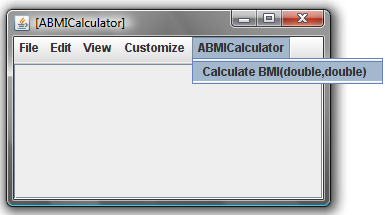 [ABMICalculator]
File Edit View Customize ABMICalculator
Calculate BMI(double,double)